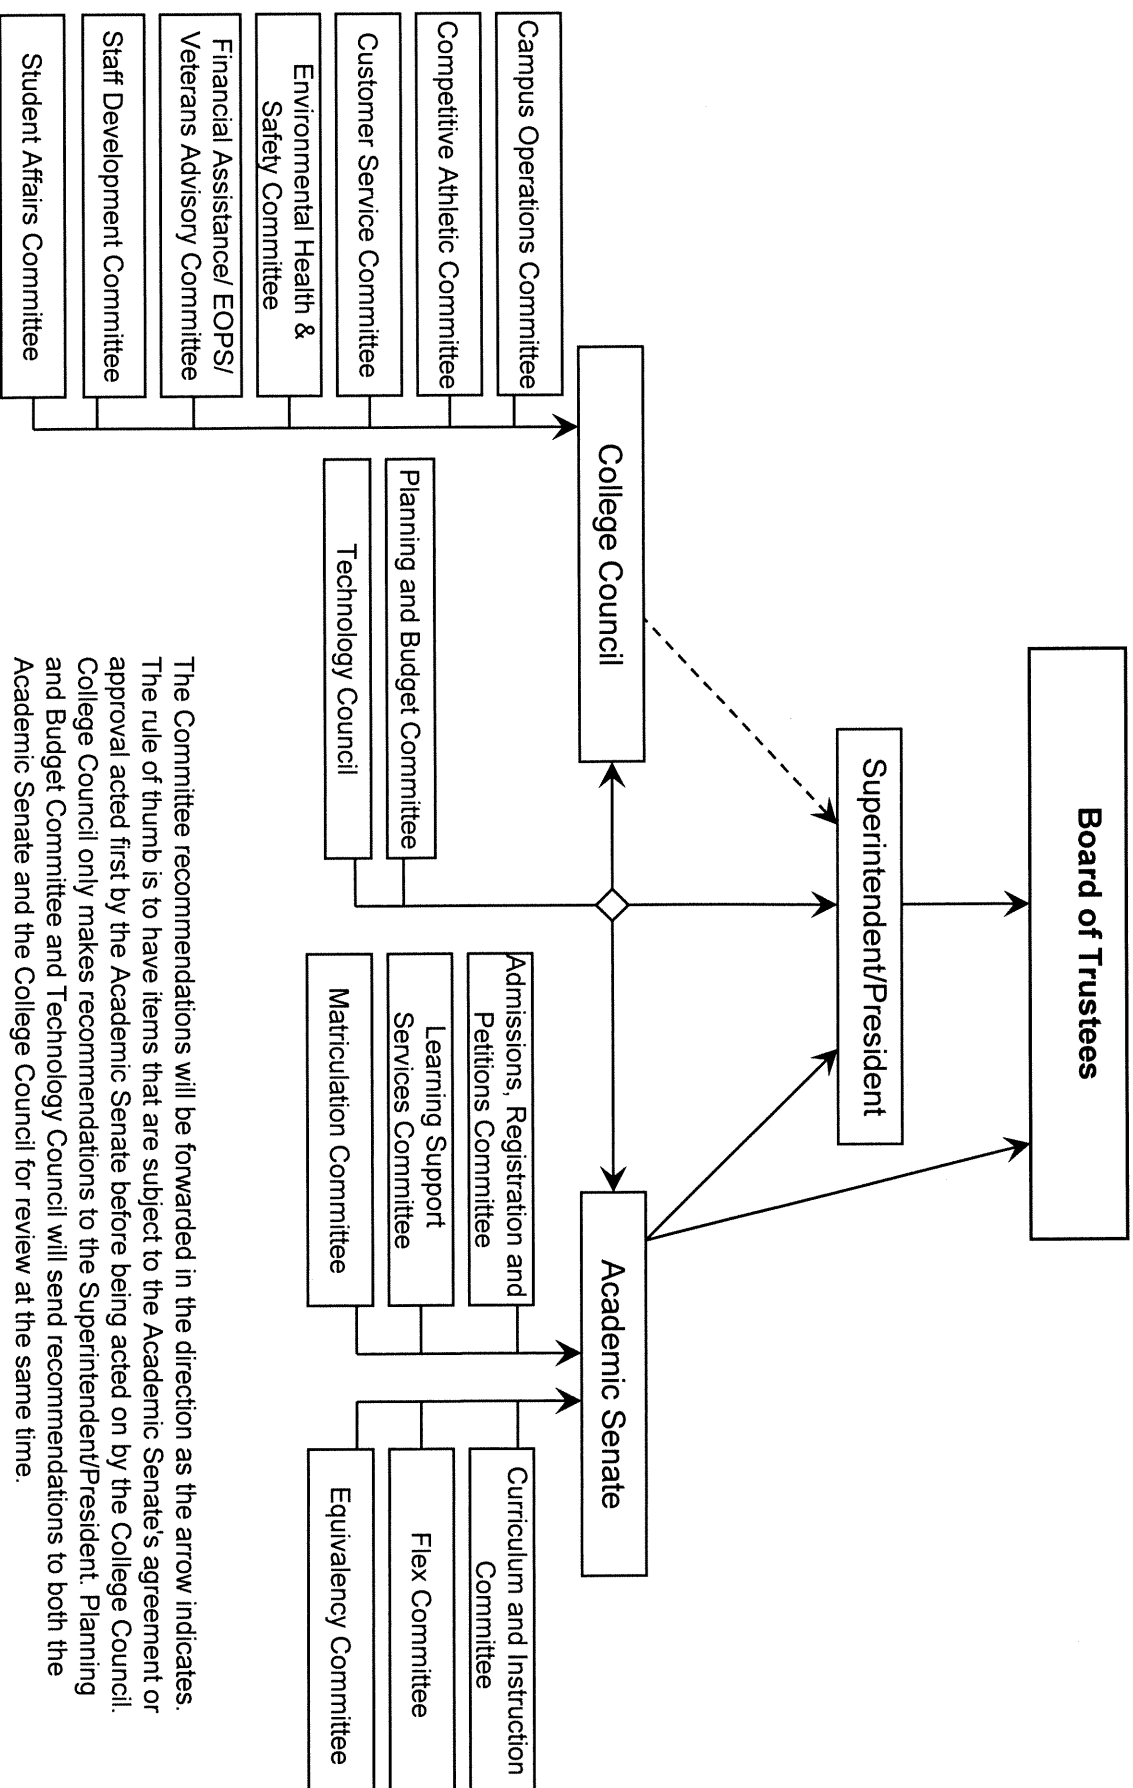 Board of Trustees
Superintendent/President
College Council
Academic Senate
Campus Operations Committee
Competitive Athletic Committee
Customer Service Committee
Environmental Health &
Safety Committee
Financial Assistance/ EOPS/
Veterans Advisory Committee
Staff Development Committee
Student Affairs Committee
Planning and Budget Committee
Technology Council
Admissions, Registration and
Petitions Committee
Learning Support
Services Committee
Matriculation Committee
Curriculum and Instruction
Committee
Flex Committee
Equivalency Committee
The Committee recommendations will be forwarded in the direction as the arrow indicates.
The rule of thumb is to have items that are subject to the Academic Senate's agreement or
approval acted first by the Academic Senate before being acted on by the College Council.
College Council only makes recommendations to the Superintendent/President. Planning
and Budget Committee and Technology Council will send recommendations to both the
Academic Senate and the College Council for review at the same time.